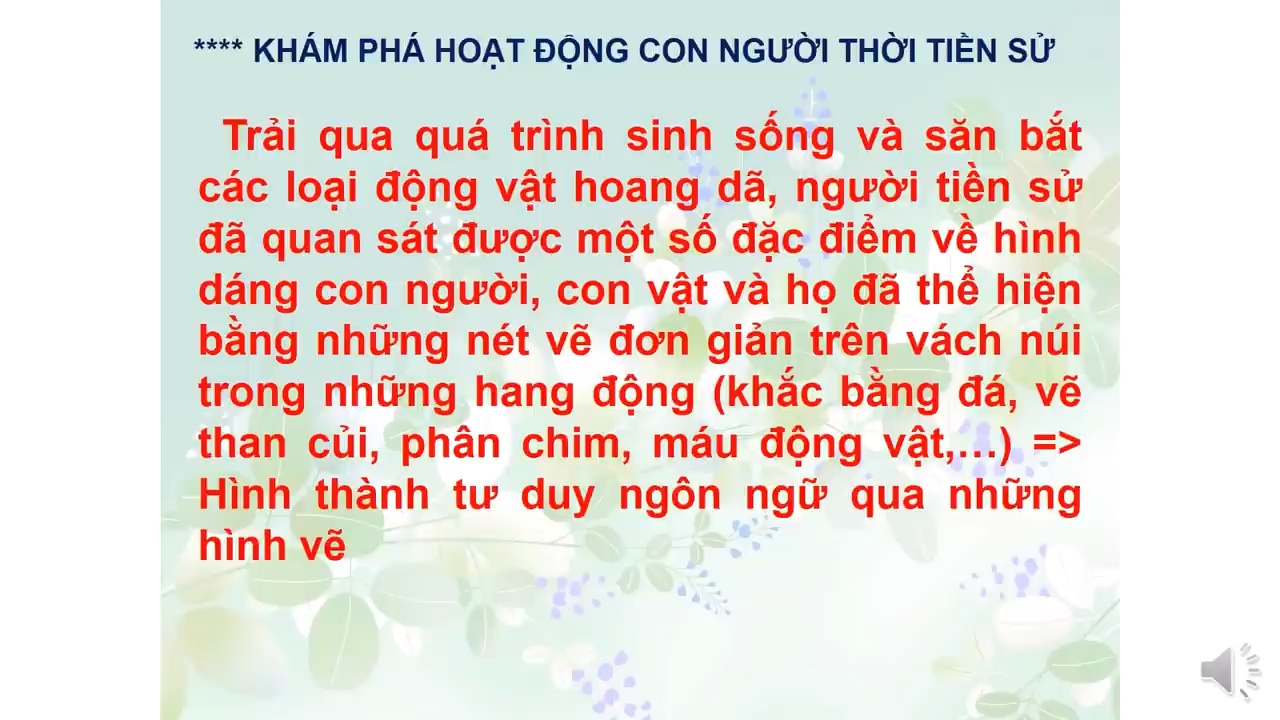 **** KHÁM PHÁ HOẠT ĐỘNG CON NGƯỜI THỜI TIỀN SỬ
Trải qua quá trình sinh sống và săn bắt
các loại động vật hoang dã, người tiền sử
đã quan sát được một số đặc điểm về hình
dáng con người, con vật và họ đã thể hiện
bằng những nét vẽ đơn giản trên vách núi
trong những hang động (khắc bằng đá, vẽ
than củi, phân chim, máu động vật,...) =>
Hình thành tư duy ngôn ngữ qua những
hình vẽ